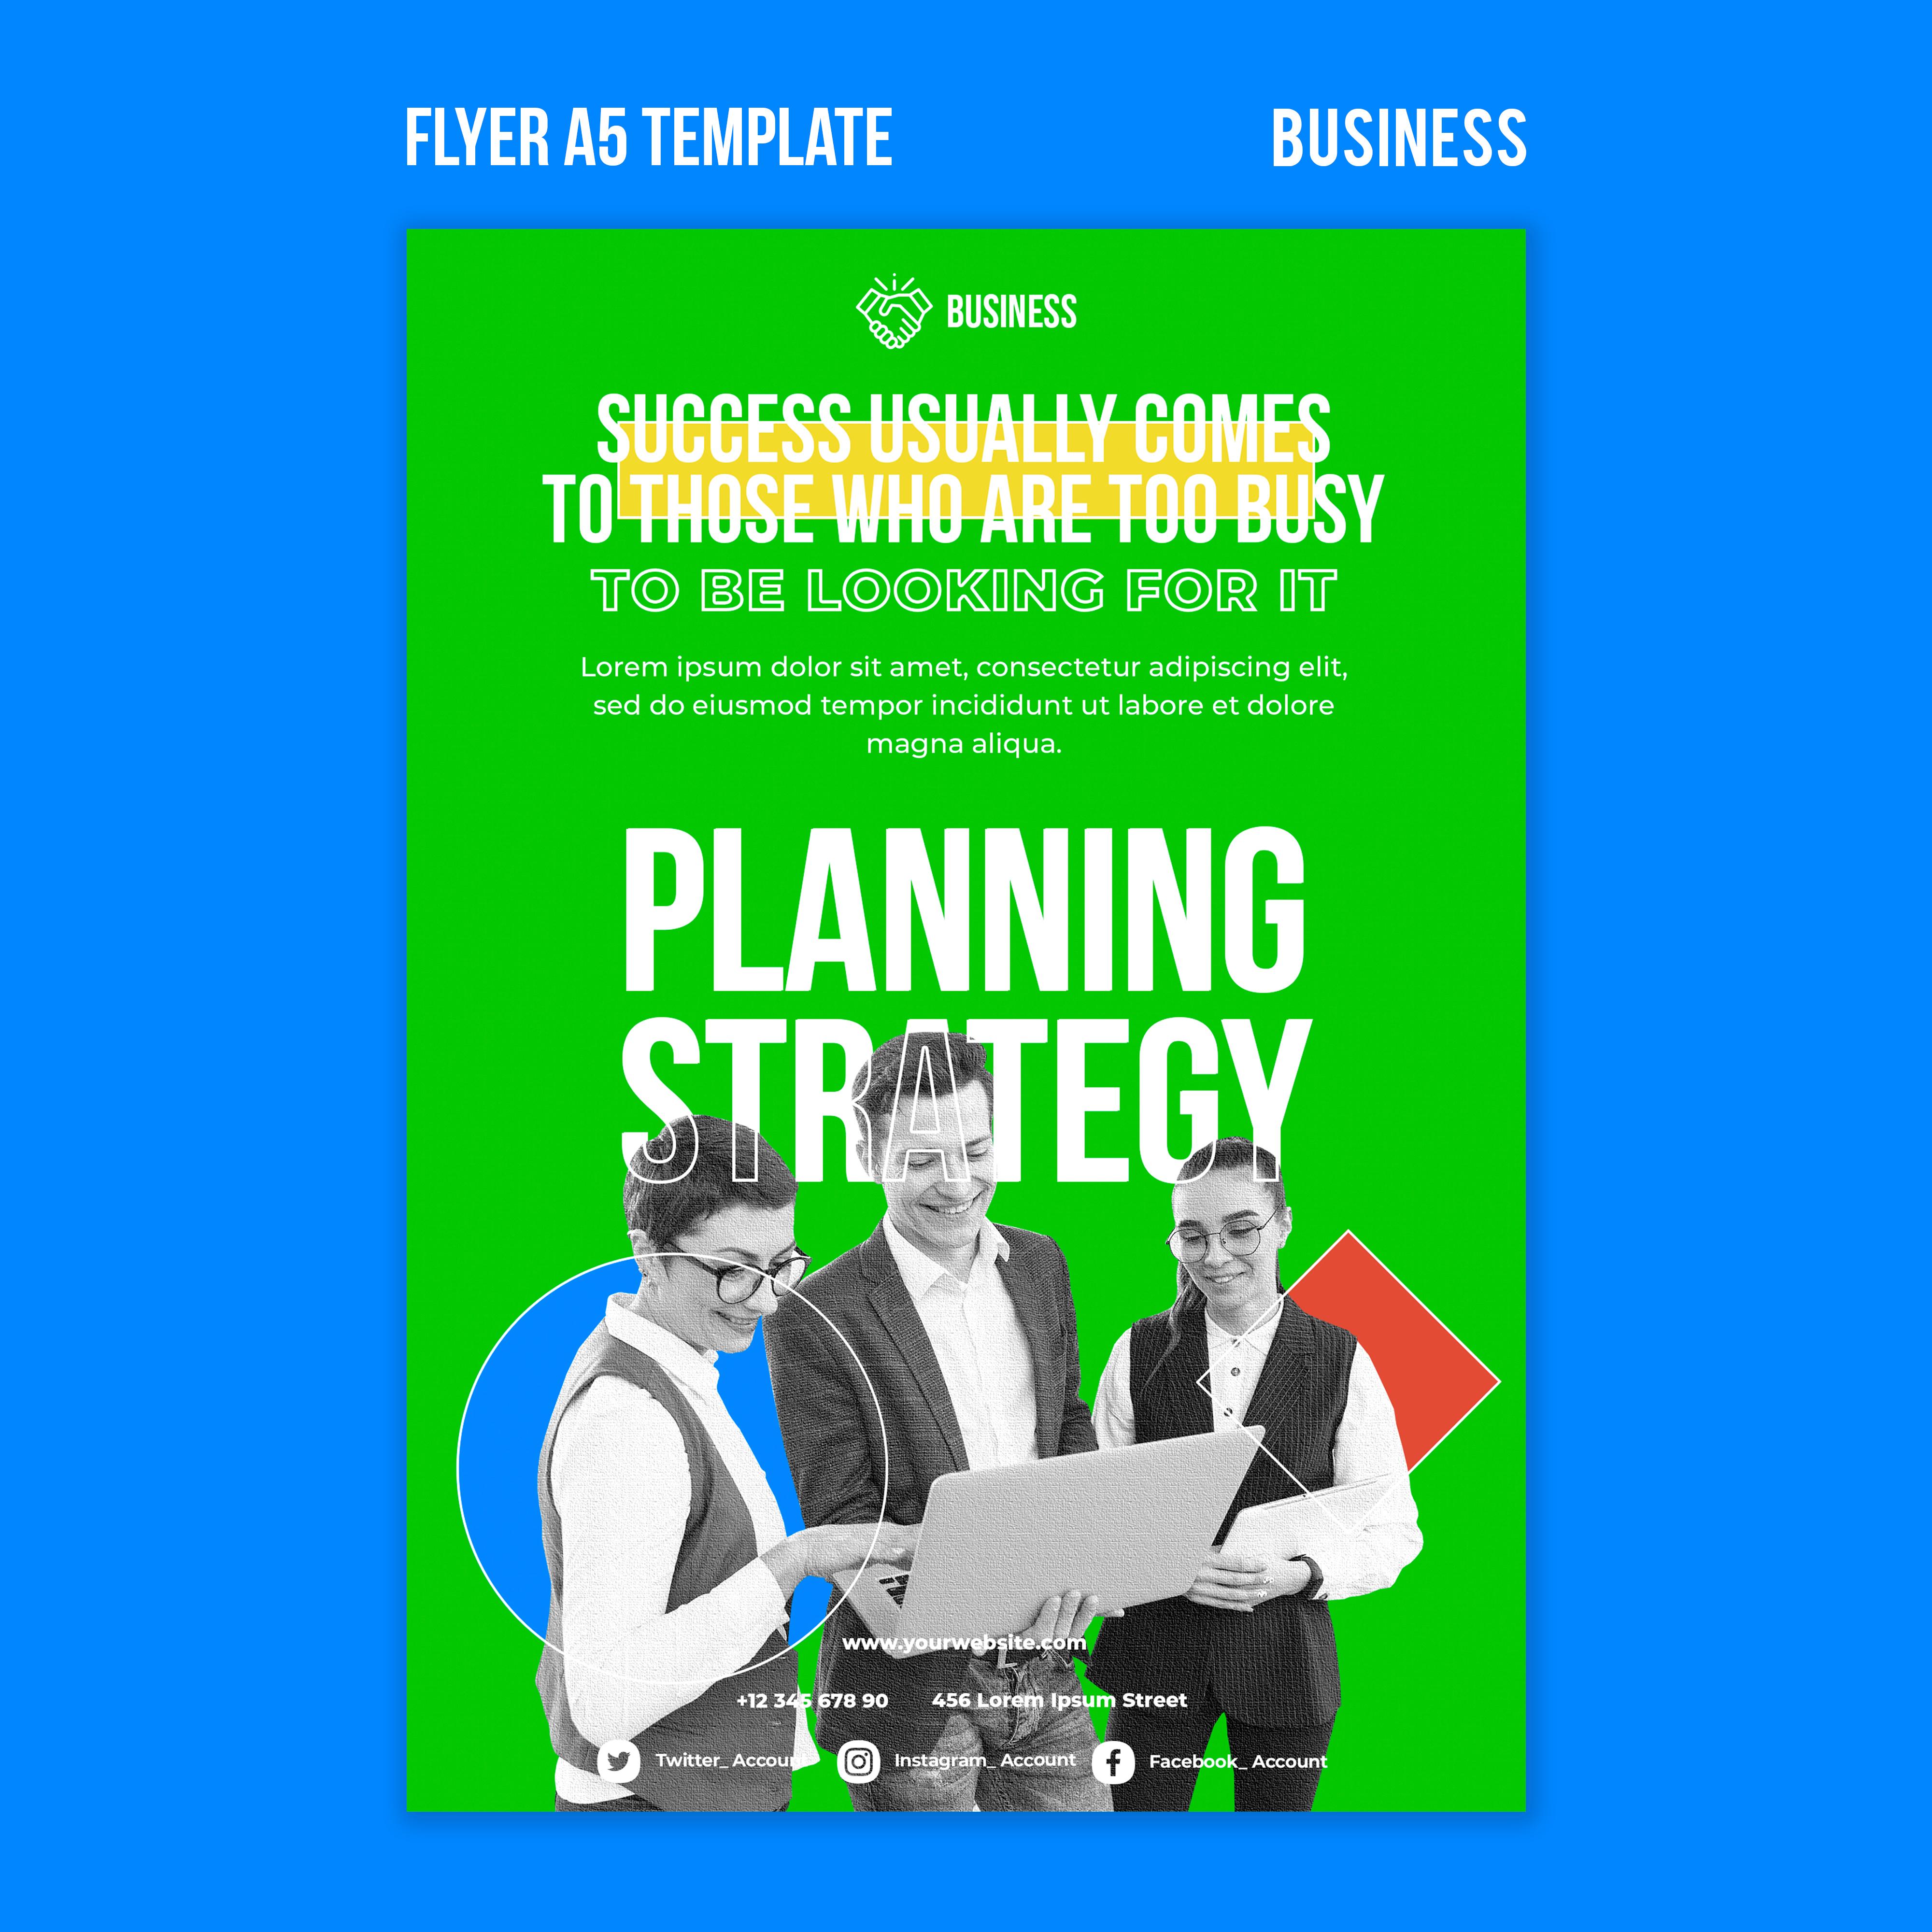 FLYER A5 TEMPLATE
BUSINESS
BUSINESS
SUCCESS USUALLY COMES
TO THOSE WHO ARE TOO BUSY
TO BE LOOKING FOR IT
Lorem ipsum dolor sit amet, consectetur adipiscing elit,
sed do eiusmod tempor incididunt ut labore et dolore
magna aliqua.
PLANNING
STRATEGY
www.yourwebsite.com
+12 345 678 90 456 Lorem Ipsum Street
Twitter_ Account Instagram_ Account Facebook_ Account